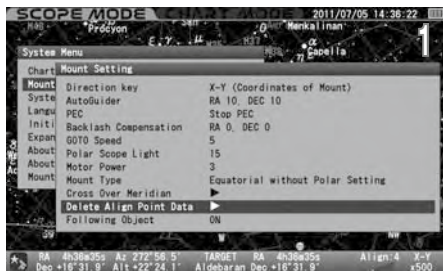 SCOPE MODE CHART MODE 2011/07/05 14:36:22
1
Procyon
Menkalinan
Capella
System Menu
Chart
Mount
Syste
Langu
Initi
Expan
About
About
Mount
Mount Setting
Direction key X-Y (Coordinates of Mount)
AutoGuider RA 10, DEC 10
PEC Stop PEC
Backlash Compensation RA 0, DEC 0
GOTO Speed 5
Polar Scope Light 15
Motor Power 3
Mount Type Equatorial without Polar Setting
Cross Over Meridian ▶
Delete Align Point Data ▶
Following Object ON
W NW
RA 4h36m35s Az 272°56.5' TARGET RA 4h36m35s Align:4 X-Y
Dec +16°31.9' Alt +22°24.1' Aldebaran Dec +16°31.9' x500